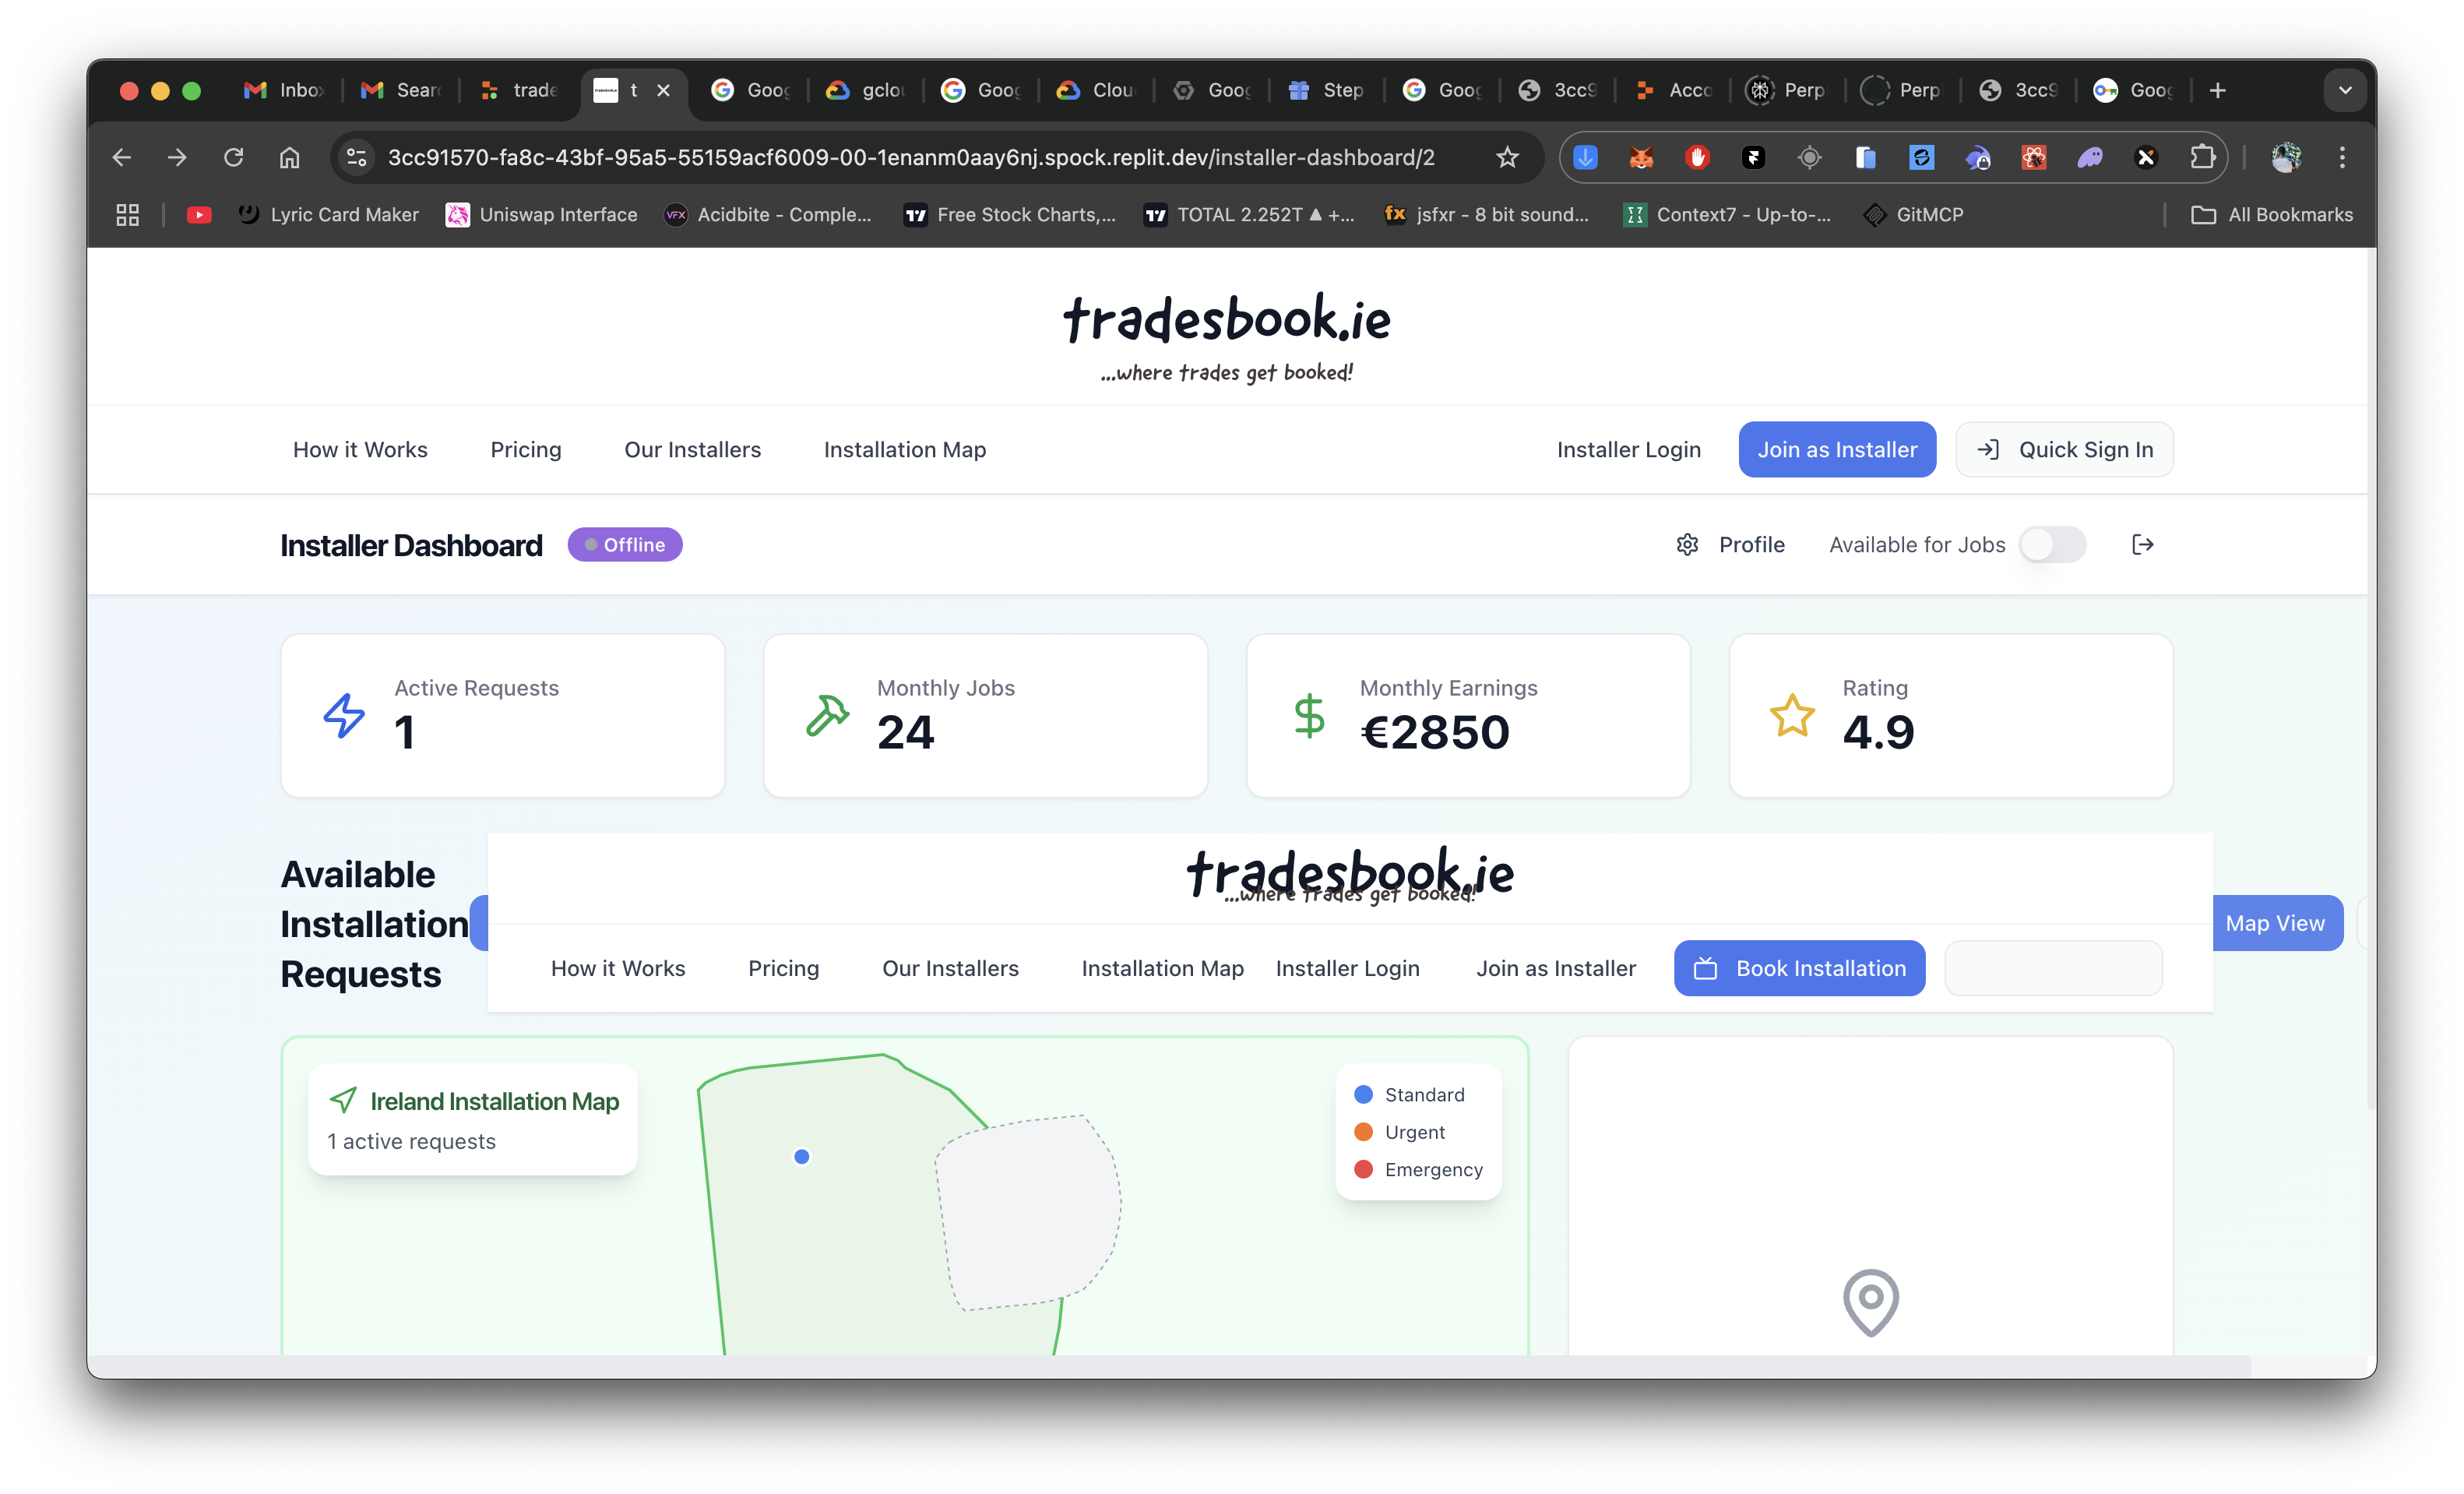 Inbox
Sear
trade
t
Goog
gclou
Goog
Clou
Goog
Step
Goog
3cc9
Acco
Perp
Perp
3cc9
Goog
3cc91570-fa8c-43bf-95a5-55159acf6009-00-1enanm0aay6nj.spock.replit.dev/installer-dashboard/2
Lyric Card Maker
Uniswap Interface
VFX
Acidbite - Comple...
Free Stock Charts,...
TOTAL 2.252T ▲ +...
fx
jsfxr - 8 bit sound...
Context7 - Up-to-...
GitMCP
All Bookmarks
tradesbook.ie
...where trades get booked!
How it Works
Pricing
Our Installers
Installation Map
Installer Login
Join as Installer
Quick Sign In
Installer Dashboard
Offline
Profile
Available for Jobs
Active Requests
1
Monthly Jobs
24
Monthly Earnings
€2850
Rating
4.9
Available
Installation
Requests
tradesbook.ie
...where trades get booked!
How it Works
Pricing
Our Installers
Installation Map
Installer Login
Join as Installer
Book Installation
Map View
Ireland Installation Map
1 active requests
Standard
Urgent
Emergency